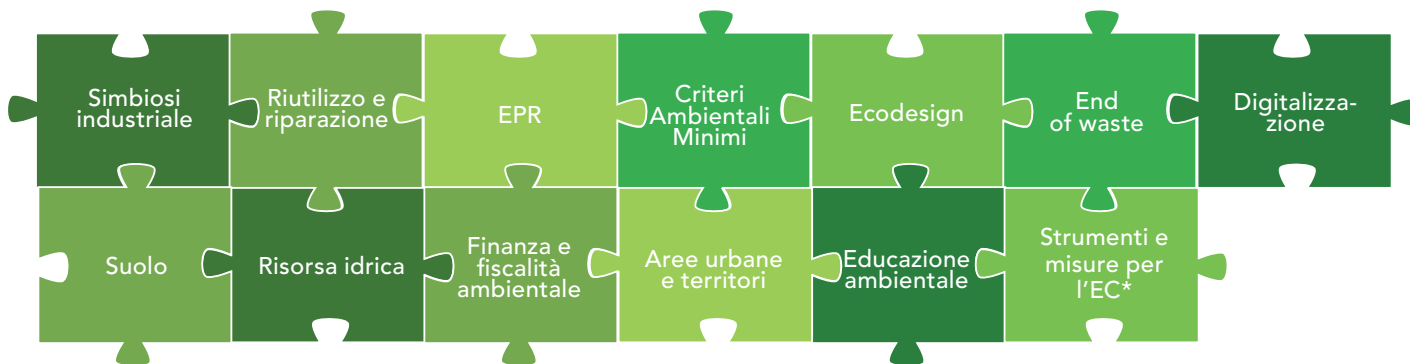 Simbiosi
industriale
Riutilizzo e
riparazione
EPR
Criteri
Ambientali
Minimi
Ecodesign
End
of waste
Digitalizza-
zione
Suolo
Risorsa idrica
Finanza e
fiscalità
ambientale
Aree urbane
e territori
Educazione
ambientale
Strumenti e
misure per
l'EC*